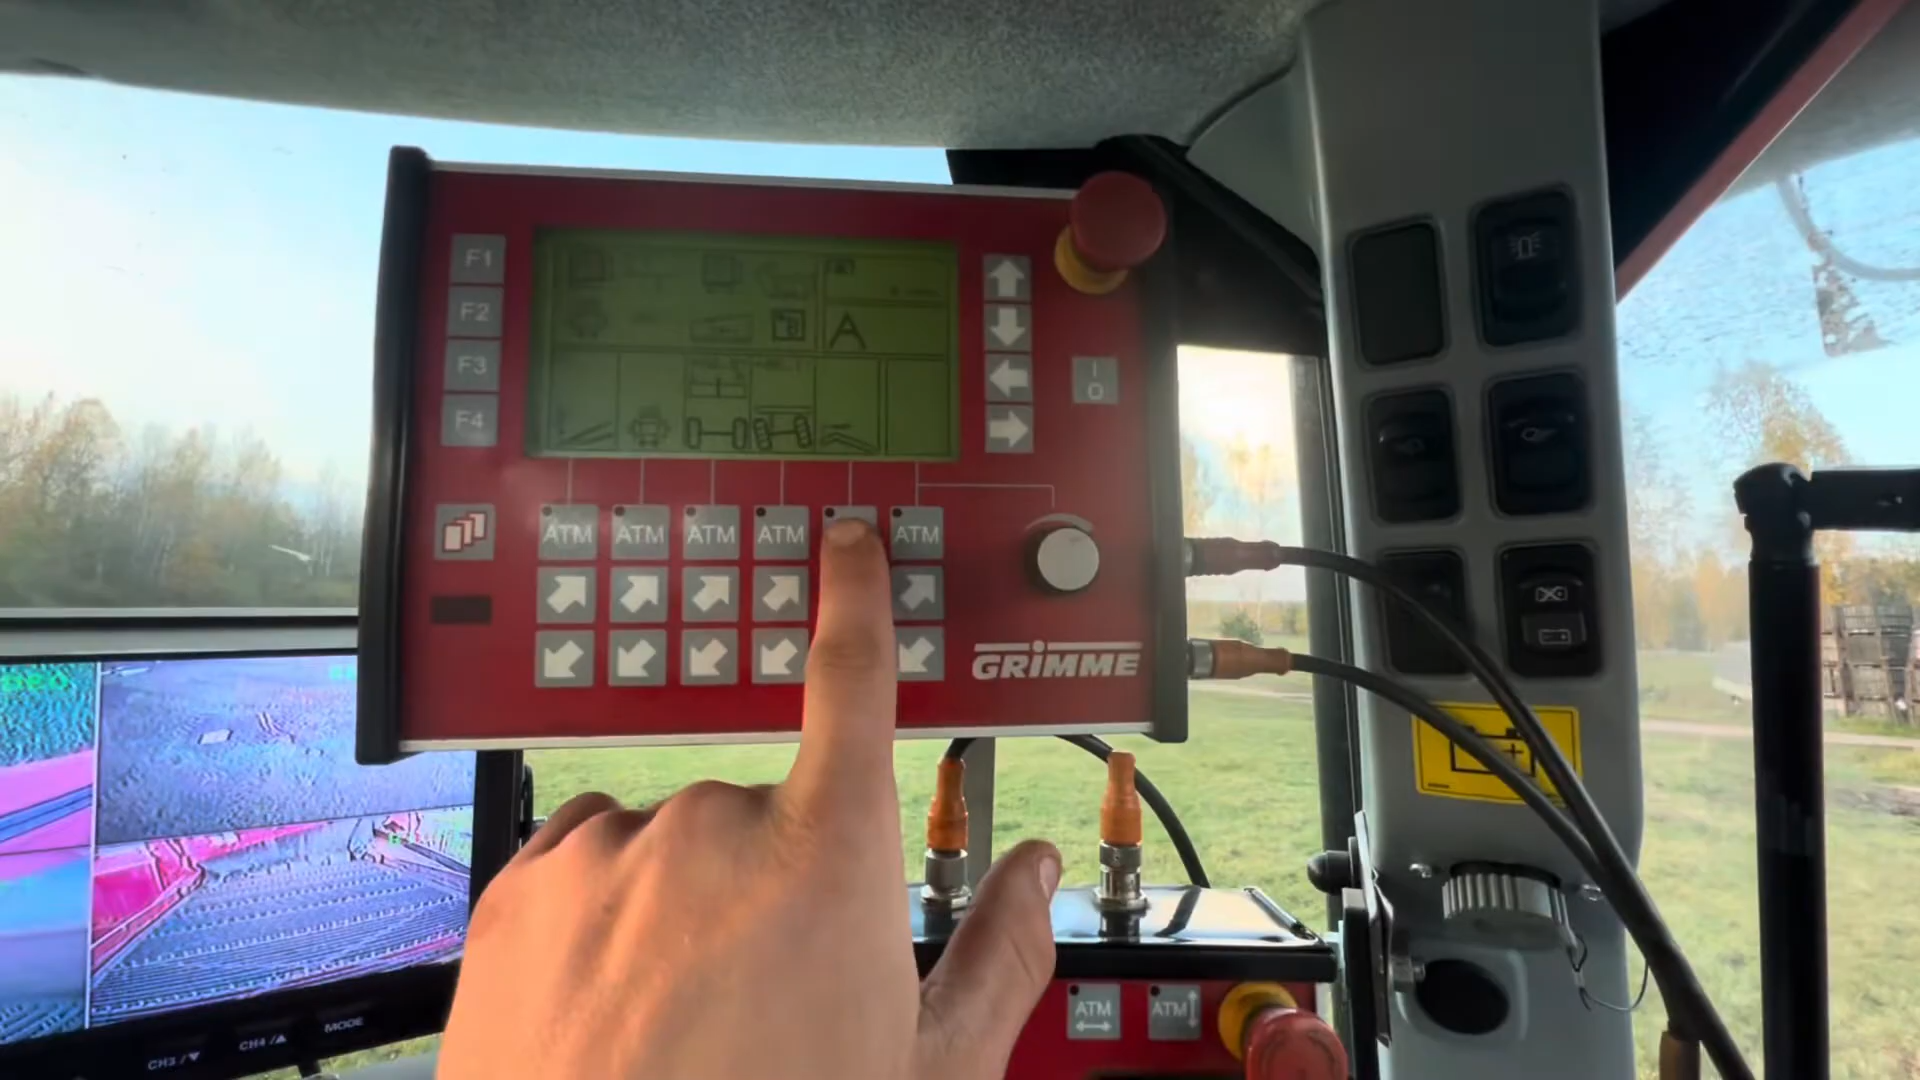 F1
F2
F3
F4
B
A
I
O
ATM ATM ATM ATM ATM
GRIMME
ATM ATM
CH3/▼ CH4/▲ MODE